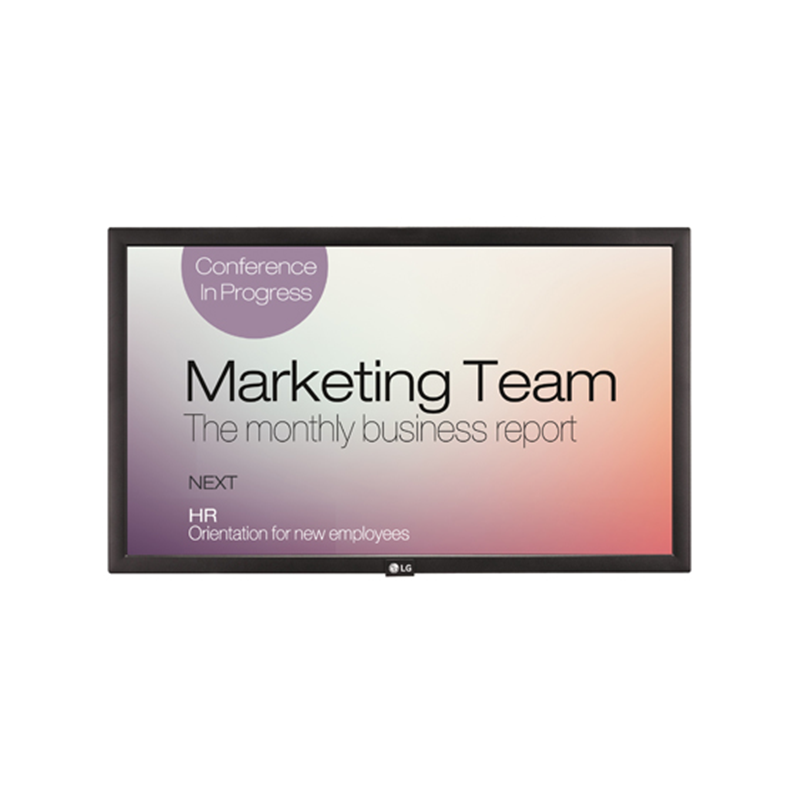 Conference
In Progress
Marketing Team
The monthly business report
NEXT
HR
Orientation for new employees
LG